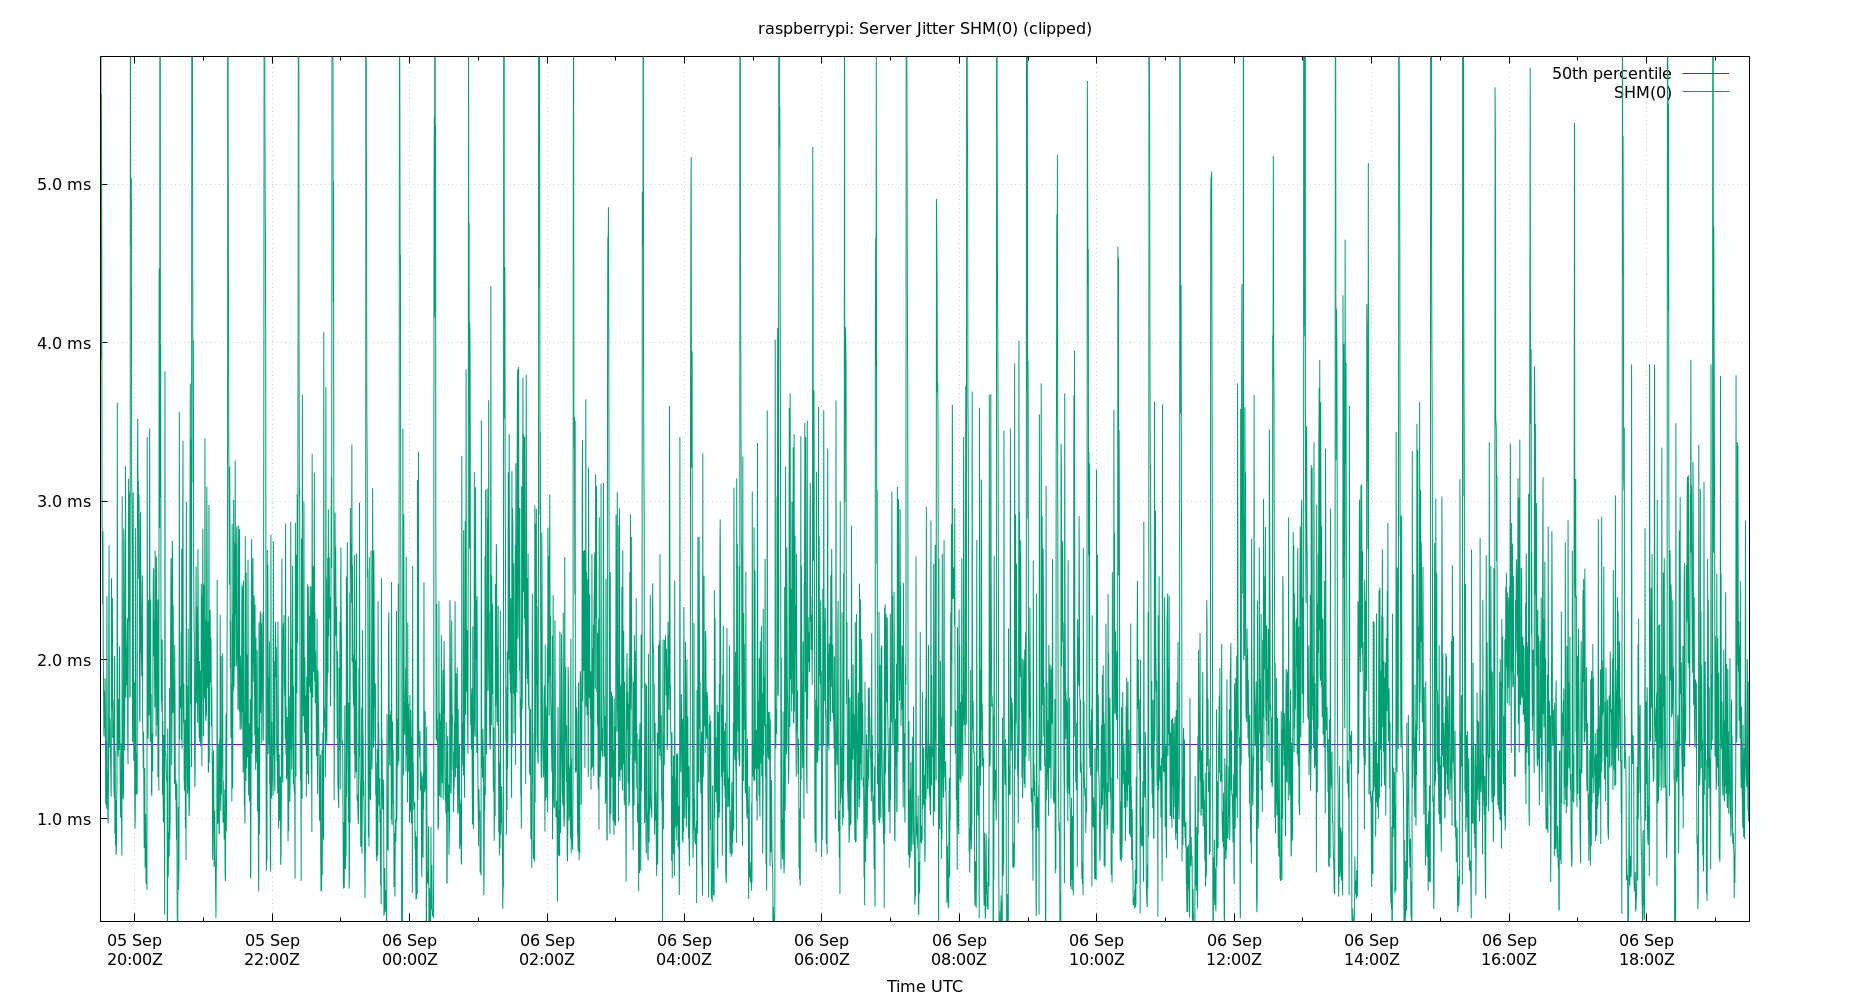 raspberrypi: Server Jitter SHM(0) (clipped)
50th percentile
SHM(0)
5.0 ms
4.0 ms
3.0 ms
2.0 ms
1.0 ms
05 Sep 05 Sep 06 Sep 06 Sep 06 Sep 06 Sep 06 Sep 06 Sep 06 Sep 06 Sep 06 Sep 06 Sep
20:00Z 22:00Z 00:00Z 02:00Z 04:00Z 06:00Z 08:00Z 10:00Z 12:00Z 14:00Z 16:00Z 18:00Z
Time UTC